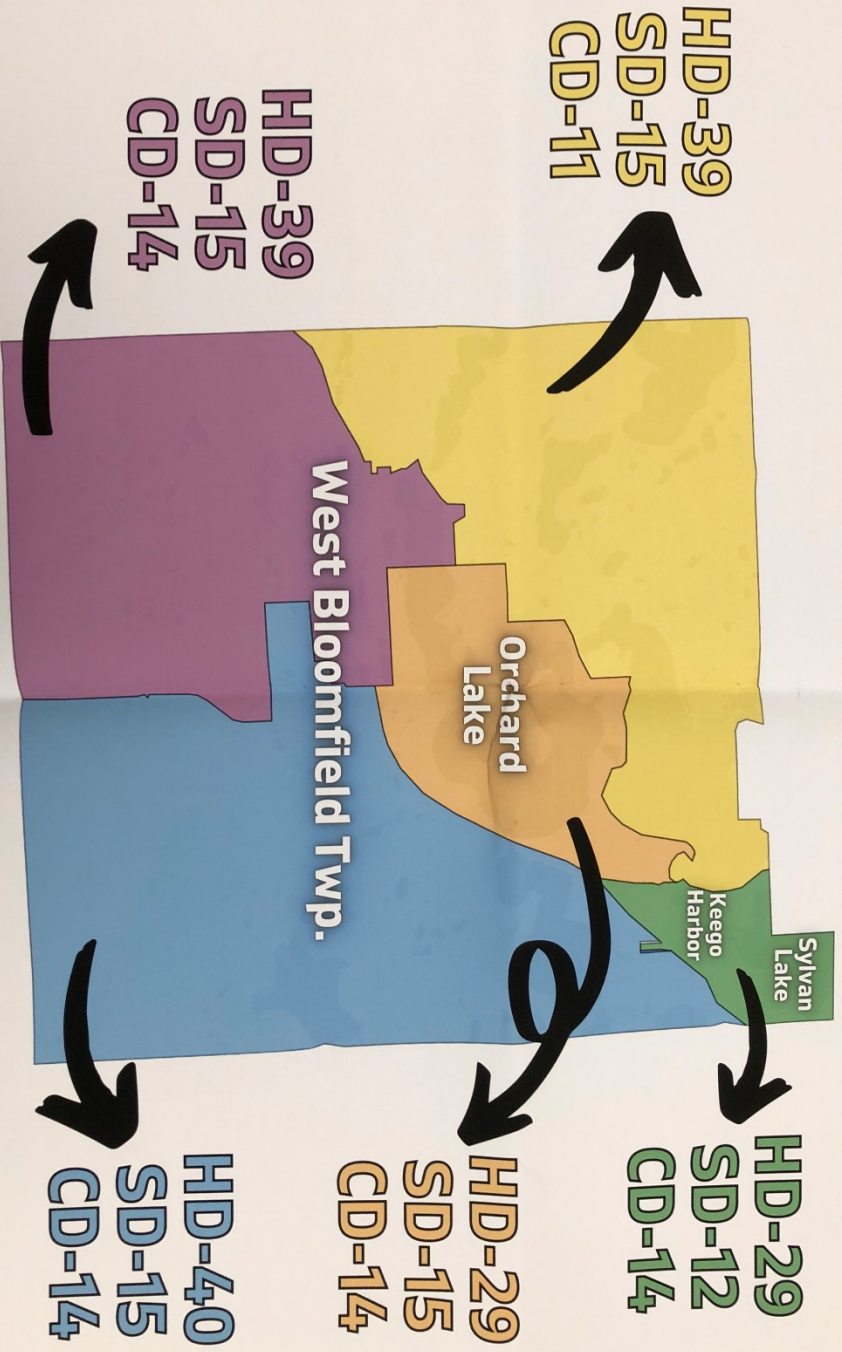 HD-39
SD-15
CD-11
HD-39
SD-15
CD-14
Sylvan
Lake
Keego
Harbor
Orchard
Lake
West Bloomfield Twp.
HD-29
SD-12
CD-14
HD-29
SD-15
CD-14
HD-40
SD-15
CD-14